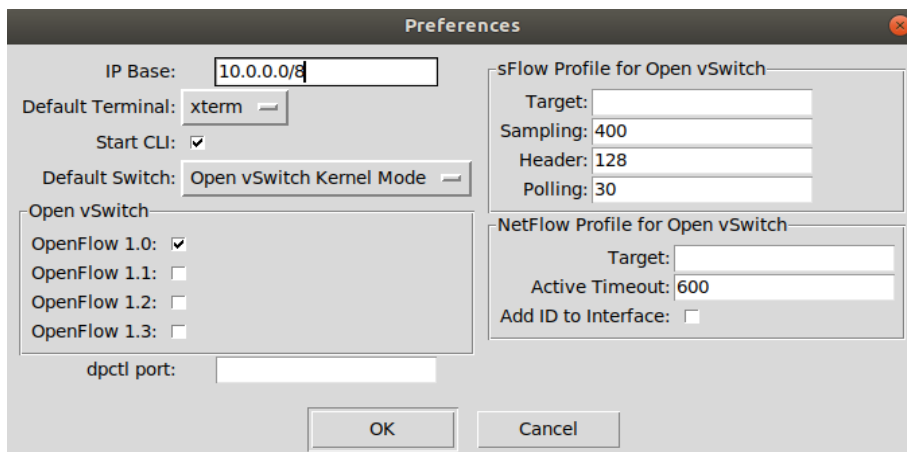 Preferences
IP Base: 10.0.0.0/8
Default Terminal: xterm
Start CLI:
Default Switch: Open vSwitch Kernel Mode
Open vSwitch
OpenFlow 1.0:
OpenFlow 1.1:
OpenFlow 1.2:
OpenFlow 1.3:
dpctl port:
sFlow Profile for Open vSwitch
Target:
Sampling: 400
Header: 128
Polling: 30
NetFlow Profile for Open vSwitch
Target:
Active Timeout: 600
Add ID to Interface:
OK
Cancel